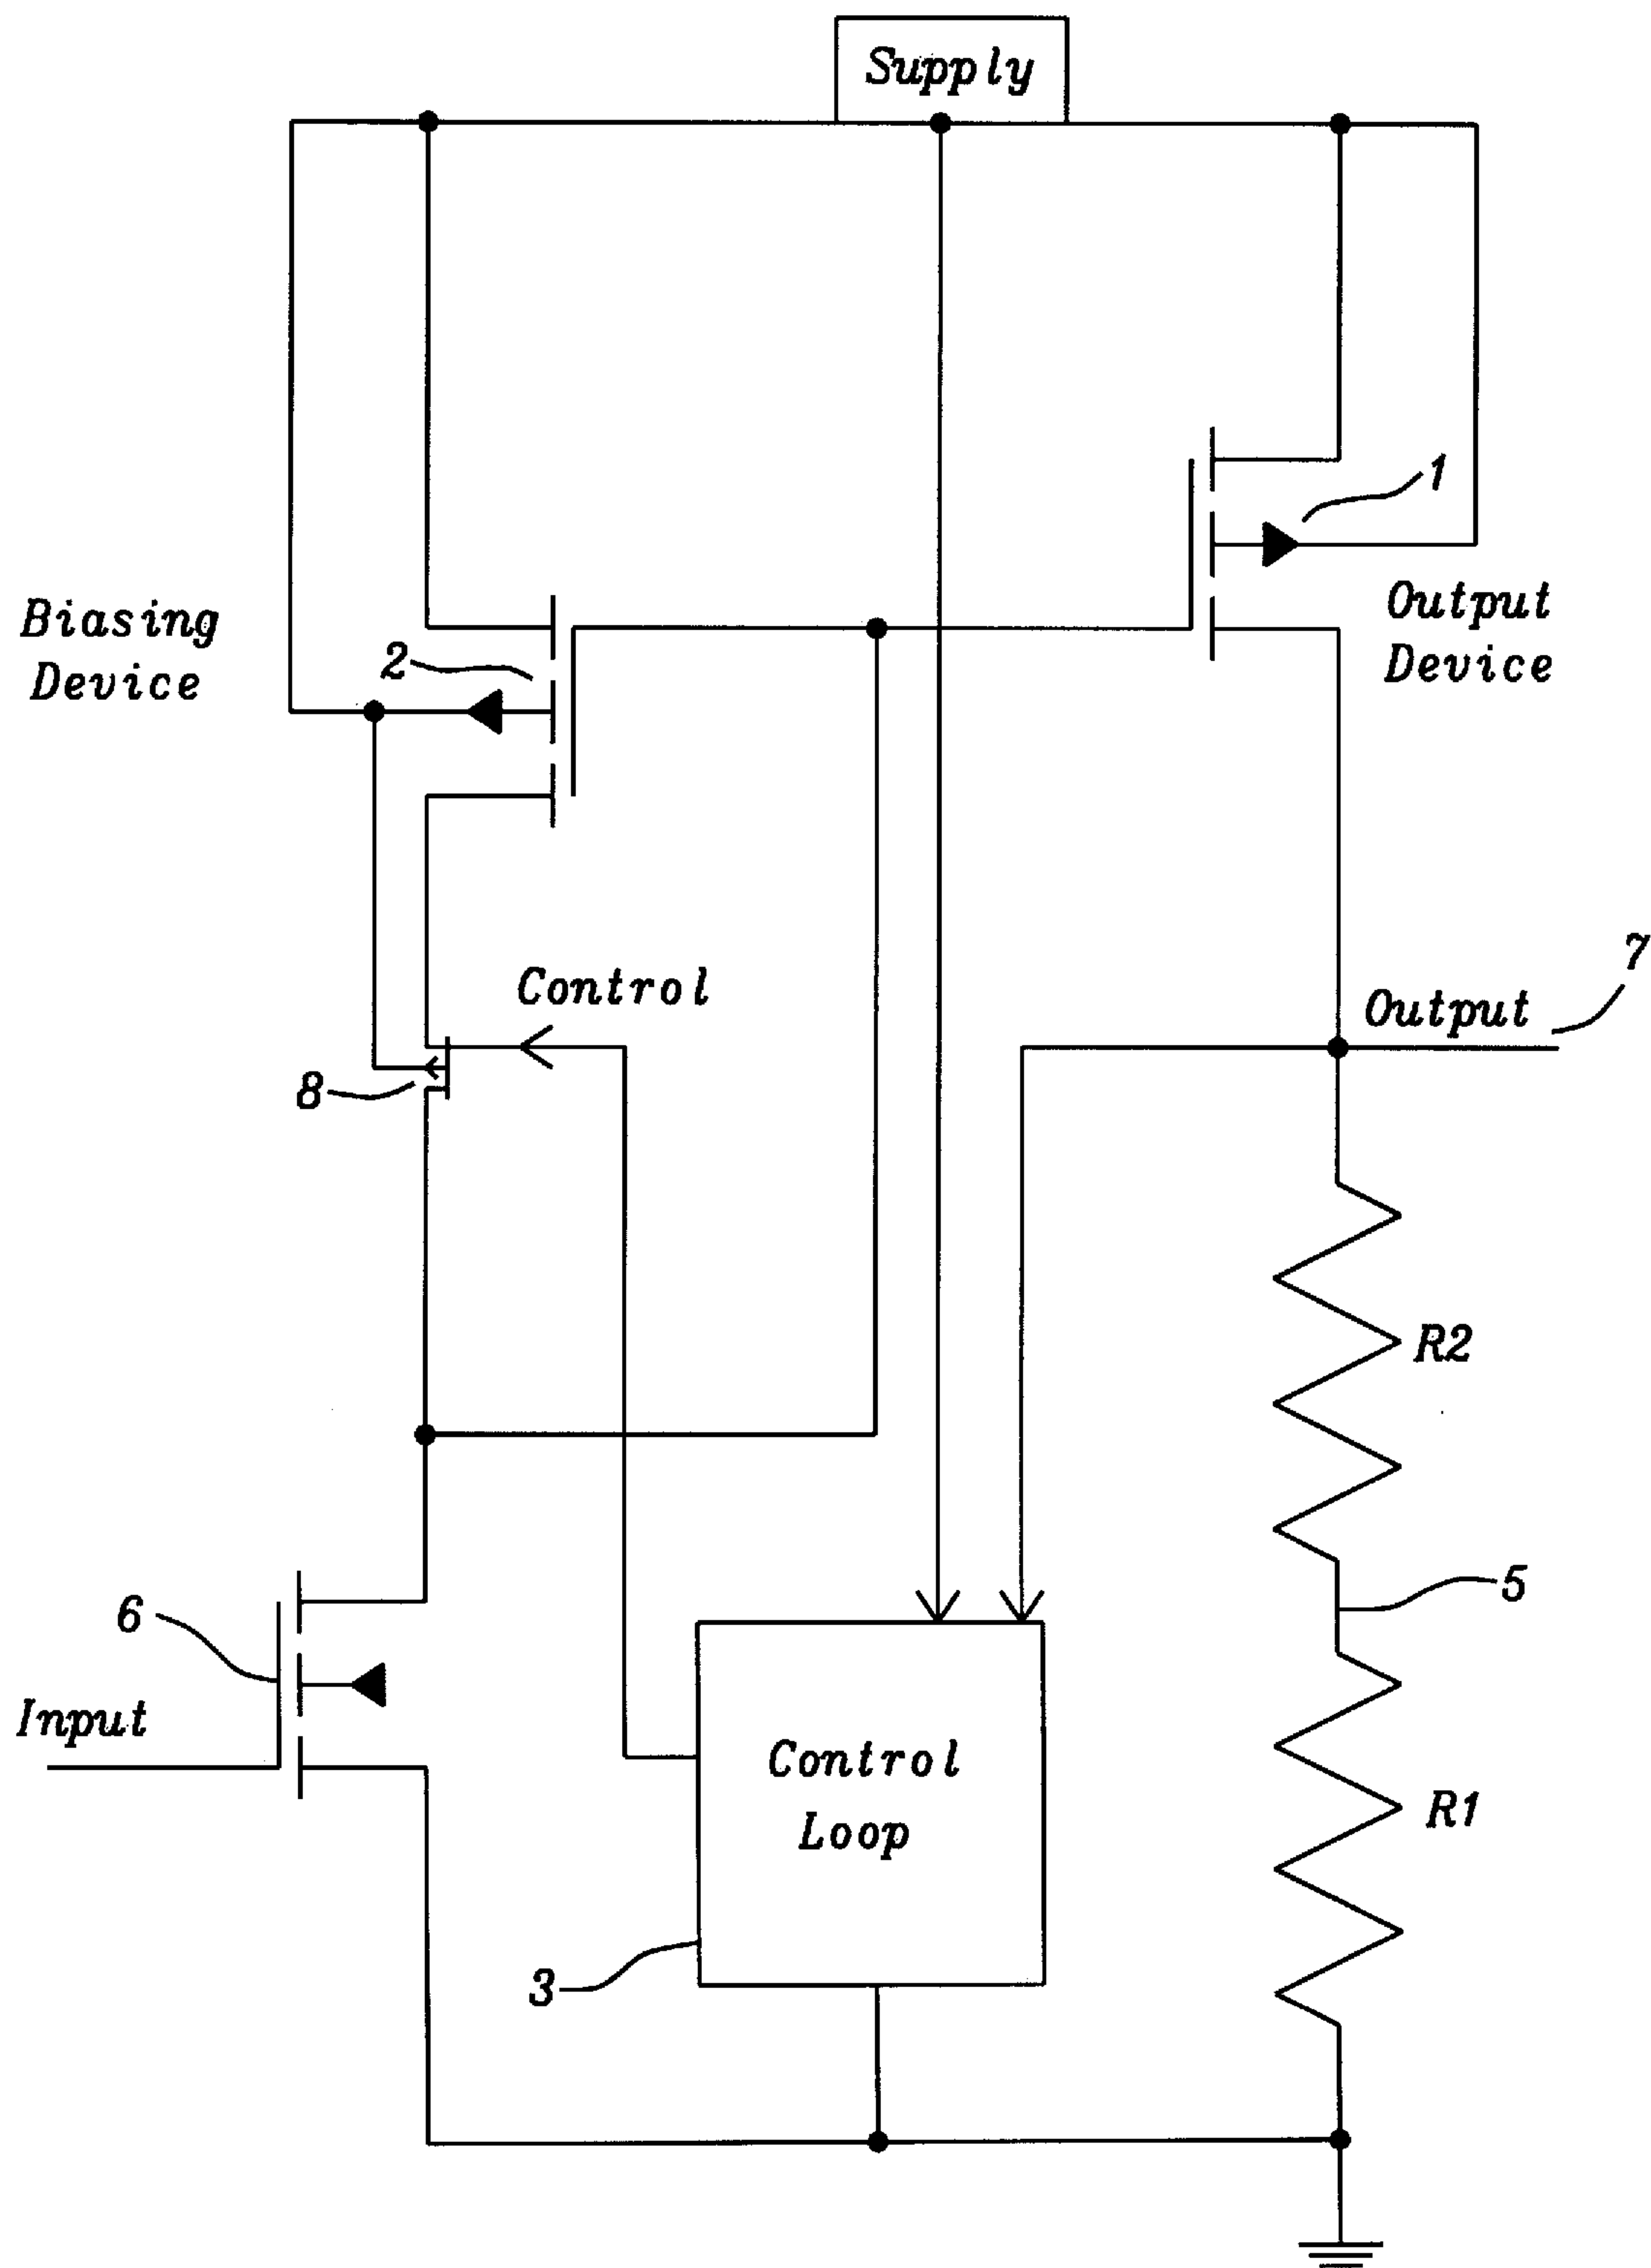 Supply
1
Biasing
Device
2
Output
Device
Control
7
Output
8
R2
5
6
Input
Control
Loop
R1
3